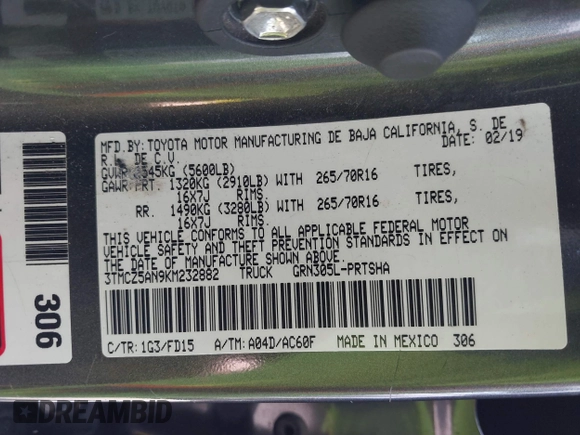 MFD.BY:TOYOTA MOTOR MANUFACTURING DE BAJA CALIFORNIA, S. DE
R.L. DE C.V. DATE: 02/19
GVWR 2545KG (5600LB)
GAWR FRT. 1320KG (2910LB) WITH 265/70R16 TIRES,
16X7J RIMS.
RR. 1490KG (3280LB) WITH 265/70R16 TIRES,
16X7J RIMS.
THIS VEHICLE CONFORMS TO ALL APPLICABLE FEDERAL MOTOR
VEHICLE SAFETY AND THEFT PREVENTION STANDARDS IN EFFECT ON
THE DATE OF MANUFACTURE SHOWN ABOVE.
3TMCZ5AN9KM232882 TRUCK GRN305L-PRTSHA
C/TR:1G3/FD15 A/TM:A04D/AC60F MADE IN MEXICO 306
306
DREAMBID